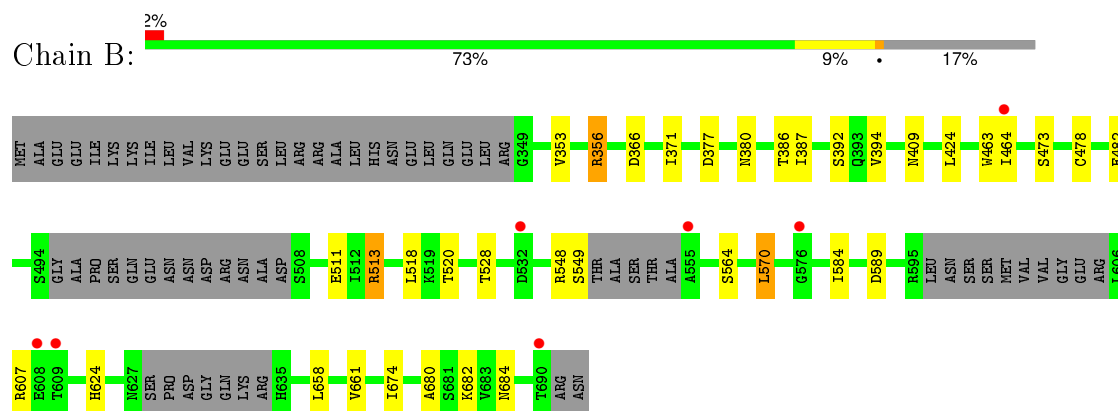 2%
Chain B:
73% 9% • 17%
MET ALA GLU GLU ILE LYS LYS ILE LEU VAL LYS GLU GLU SER LEU ARG ARG ALA LEU HIS ASN GLU LEU GLN GLU LEU ARG G349 V353 R356 D366 I371 D377 N380 T386 I387 S392 Q393 V394 N409 L424 W463 I464 S473 C478
S494 GLY ALA PRO SER GLN GLU ASN ASN ASP ARG ASN ALA ASP S508 E511 I512 R513 L518 K519 T520 T528 D532 R548 S549 THR ALA SER THR A555 S564 L570 G576 I584 D589 R595 LEU ASN SER SER MET VAL VAL GLY GLU ARG
R607 E608 T609 H624 N627 SER PRO ASP GLY GLN LYS ARG H635 L658 V661 I674 A680 S681 K682 V683 N684 T690 ARG ASN